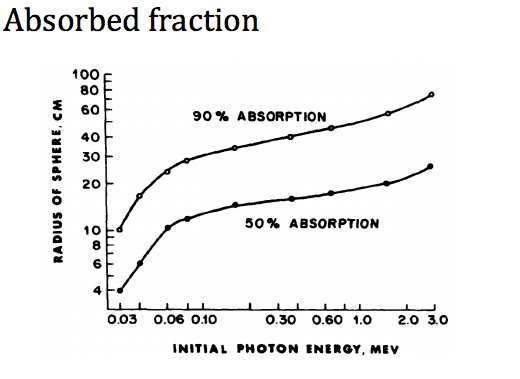 Absorbed fraction
100
80
60
40
30
20
10
8
6
4
RADIUS OF SPHERE, CM
90% ABSORPTION
50% ABSORPTION
0.03 0.06 0.10 0.30 0.60 1.0 2.0 3.0
INITIAL PHOTON ENERGY, MEV